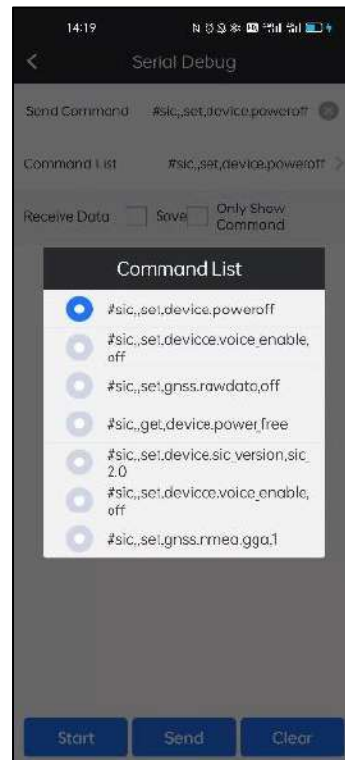 14:19
Serial Debug
Send Command #sic,,set,device.poweroff
Command List #sic,,set,device.poweroff >
Receive Data Save Only Show
Command
Command List
#sic,,set,device.poweroff
#sic,,set,device.voice_enable,
off
#sic,,set,gnss.rawdata,off
#sic,,get,device.power_free
#sic,,set,device.sic_version,sic_
2.0
#sic,,set,device.voice_enable,
off
#sic,,set,gnss.nmea.gga,1
Start Send Clear